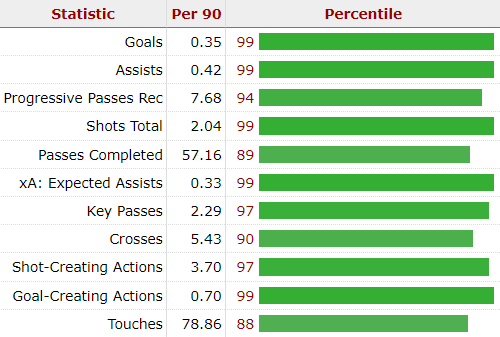 Statistic Per 90 Percentile
Goals 0.35 99
Assists 0.42 99
Progressive Passes Rec 7.68 94
Shots Total 2.04 99
Passes Completed 57.16 89
xA: Expected Assists 0.33 99
Key Passes 2.29 97
Crosses 5.43 90
Shot-Creating Actions 3.70 97
Goal-Creating Actions 0.70 99
Touches 78.86 88